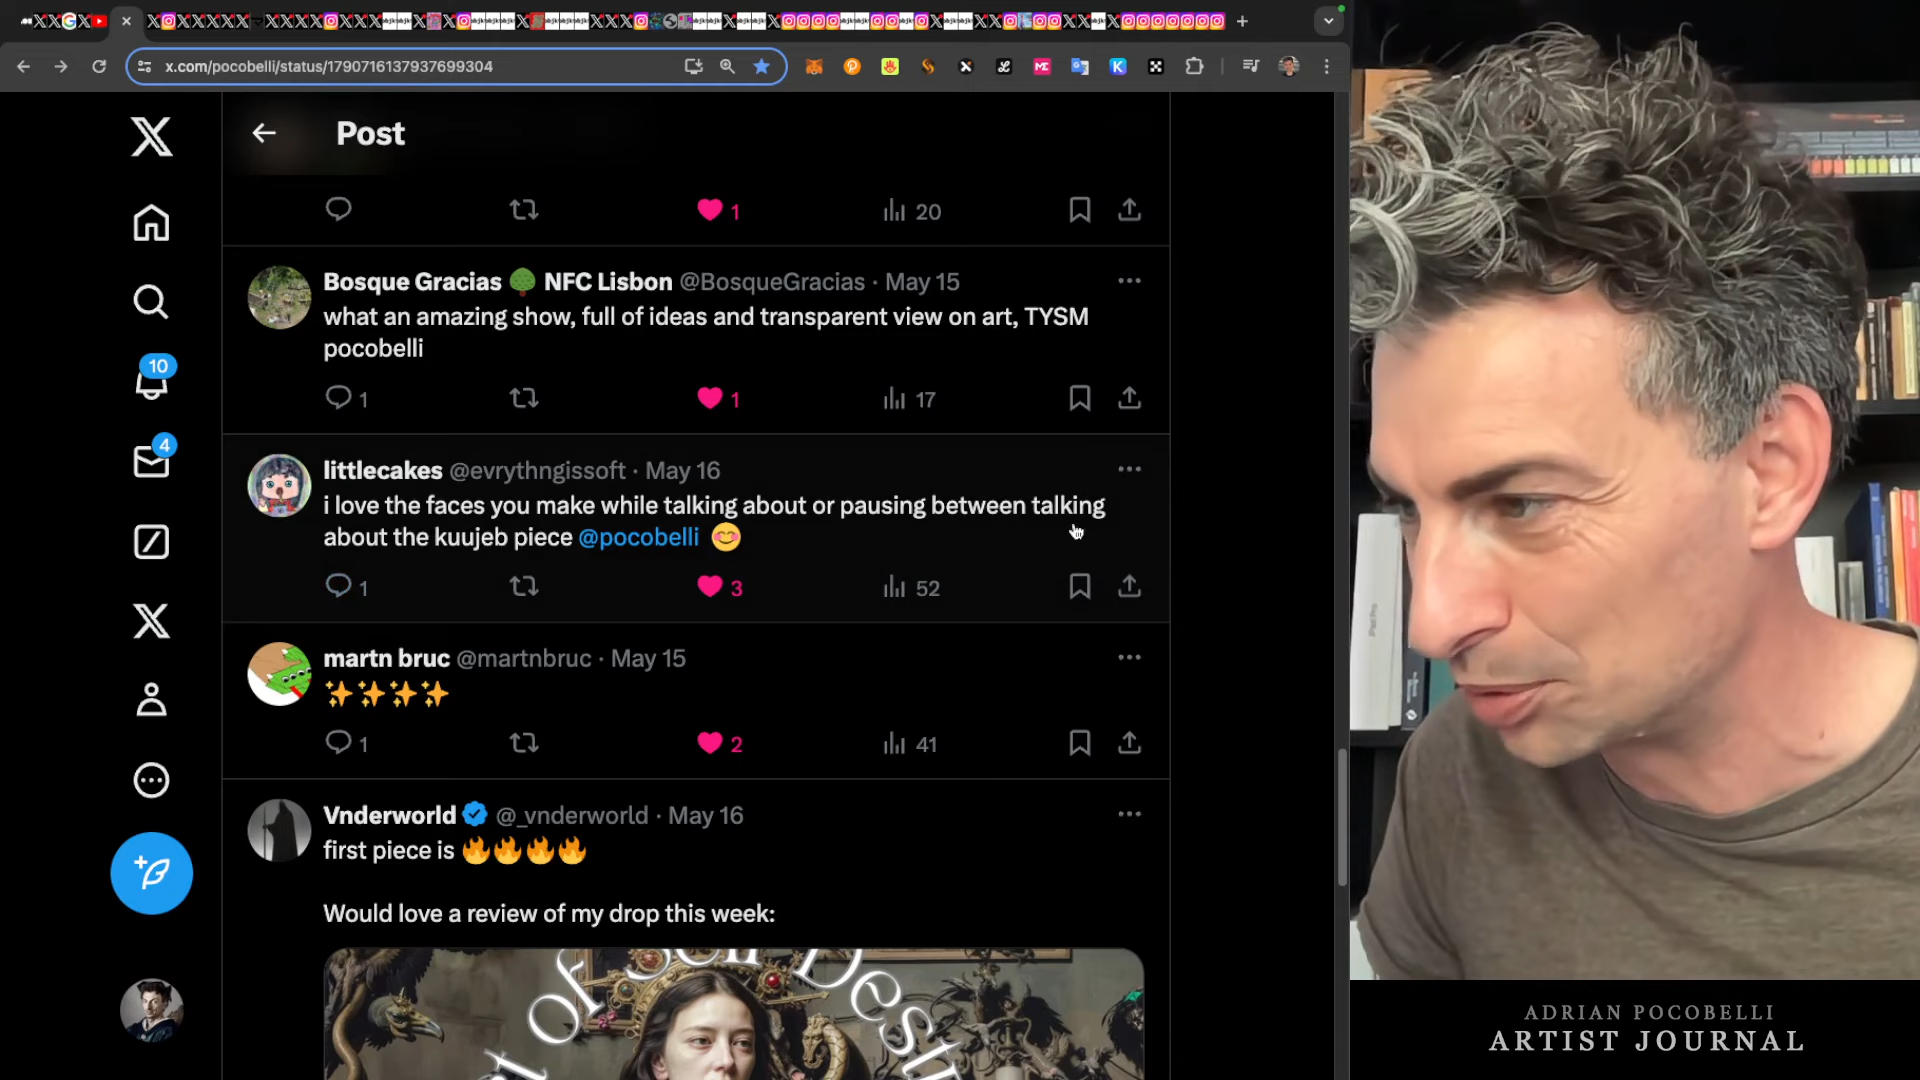 x.com/pocobelli/status/1790716137937699304
Post
1
20
10
Bosque Gracias 🌳 NFC Lisbon @BosqueGracias · May 15
what an amazing show, full of ideas and transparent view on art, TYSM
pocobelli
1
1
17
4
littlecakes @evrythngissoft · May 16
i love the faces you make while talking about or pausing between talking
about the kuujeb piece @pocobelli 😊
1
3
52
martn bruc @martnbruc · May 15
✨✨✨✨
1
2
41
Vnderworld @_vnderworld · May 16
first piece is 🔥🔥🔥🔥
Would love a review of my drop this week:
ADRIAN POCOBELLI
ARTIST JOURNAL